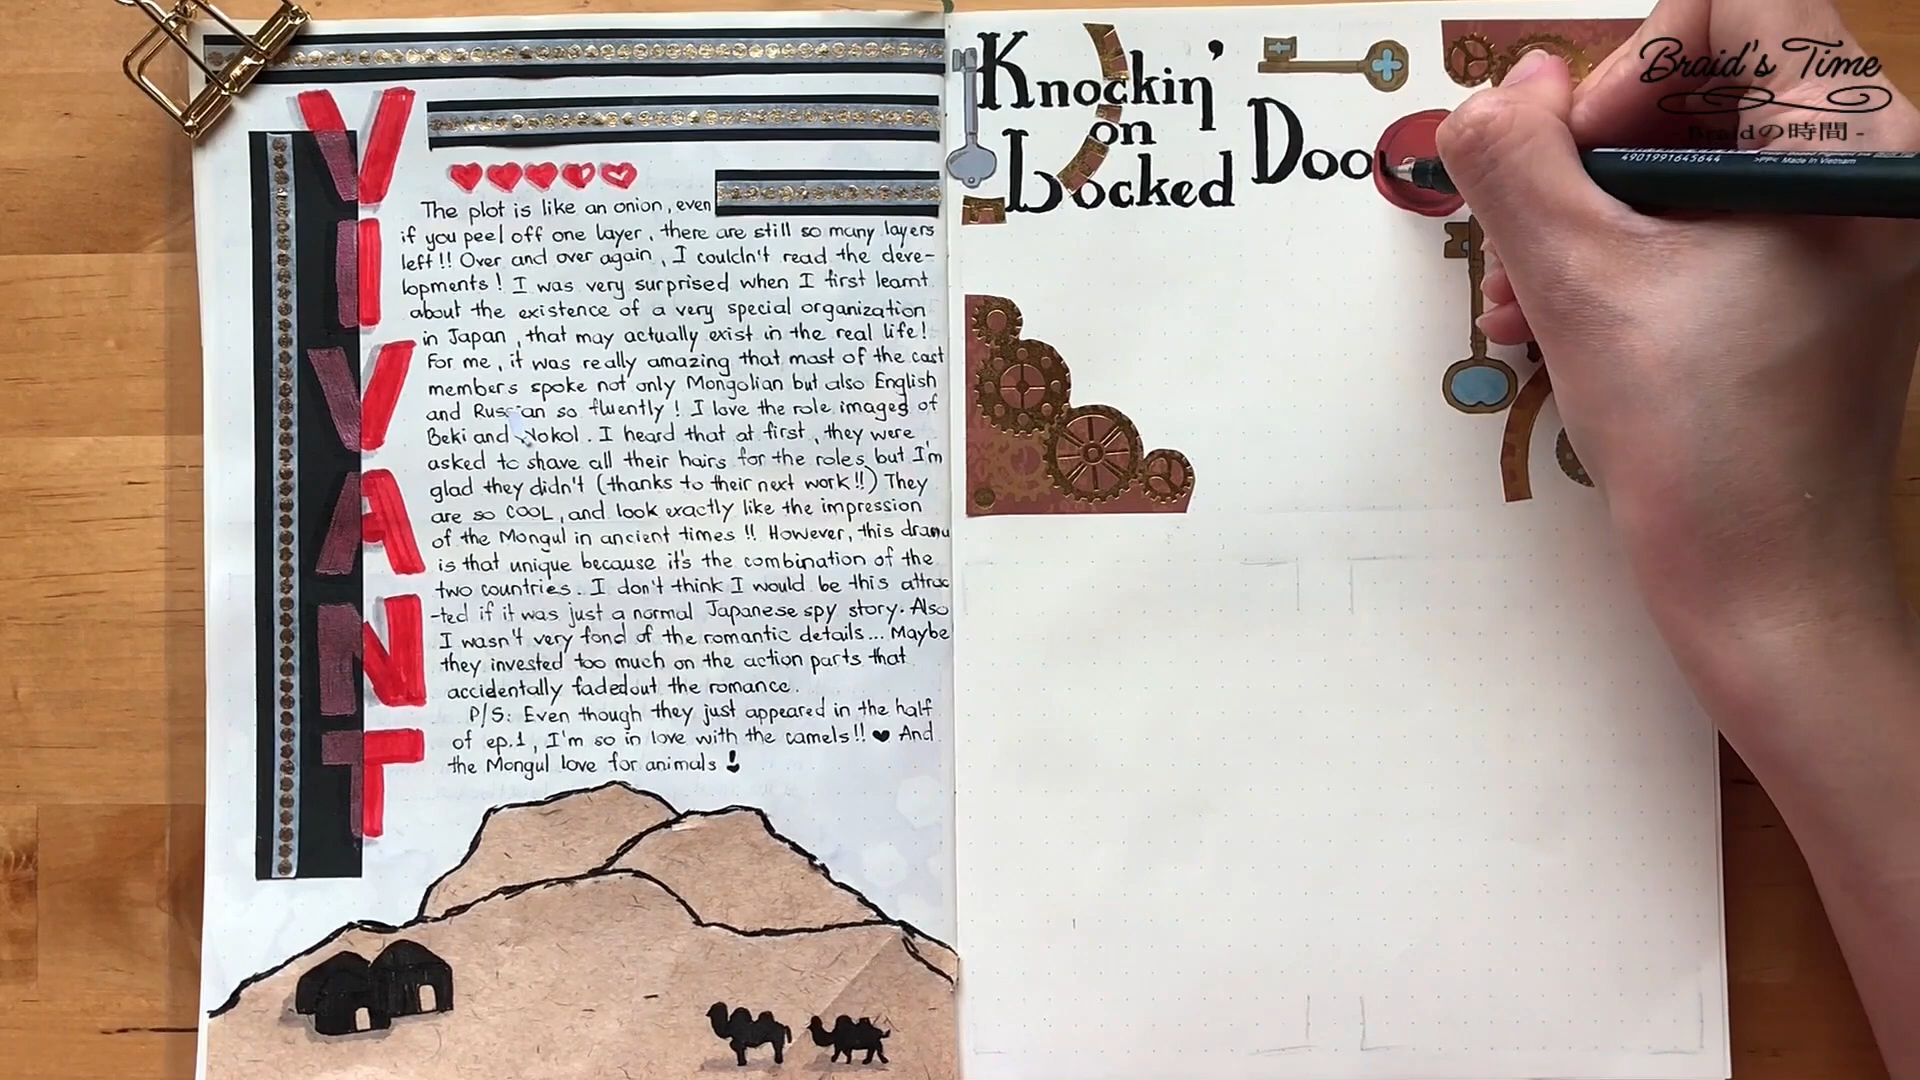 VIVANT
The plot is like an onion, even
if you peel off one layer, there are still so many layers
left!! Over and over again, I couldn't read the deve-
lopments! I was very surprised when I first learnt
about the existence of a very special organization
in Japan, that may actually exist in the real life!
For me, it was really amazing that most of the cast
members spoke not only Mongolian but also English
and Russian so fluently! I love the role images of
Beki and Nokol. I heard that at first, they were
asked to shave all their hairs for the roles but I'm
glad they didn't (thanks to their next work!!) They
are so COOL, and look exactly like the impression
of the Mongul in ancient times!! However, this drama
is that unique because it's the combination of the
two countries. I don't think I would be this attrac
-ted if it was just a normal Japanese spy story. Also
I wasn't very fond of the romantic details... Maybe
they invested too much on the action parts that
accidentally fadedout the romance.
P/S: Even though they just appeared in the half
of ep.1, I'm so in love with the camels!! ♥ And
the Mongul love for animals!
Knockin'
on
Locked
Doo
Braid's Time
- Braidの時間 -
4901991645644 >PP< Made in Vietnam